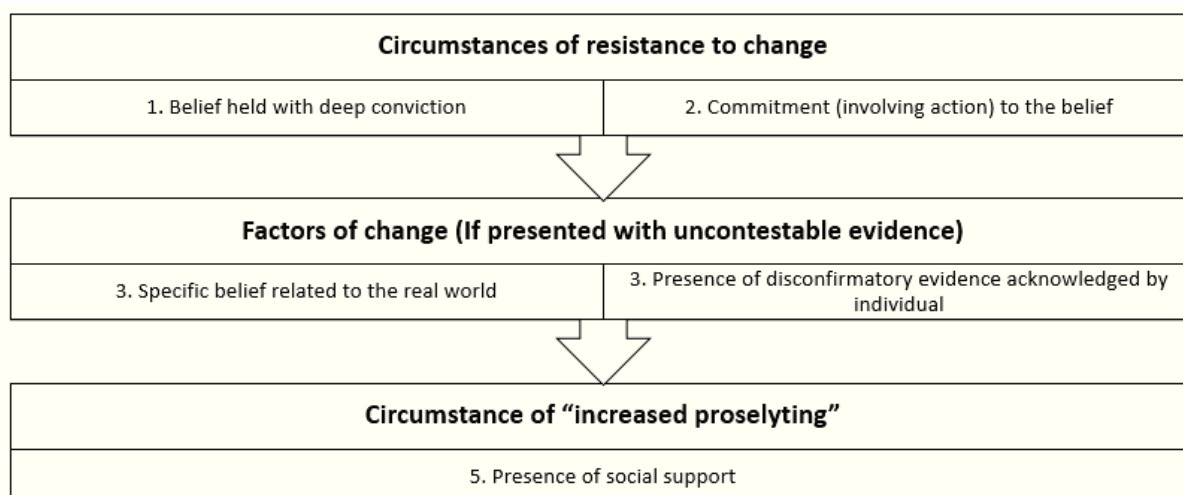 Circumstances of resistance to change
1. Belief held with deep conviction
2. Commitment (involving action) to the belief
Factors of change (If presented with uncontestable evidence)
3. Specific belief related to the real world
3. Presence of disconfirmatory evidence acknowledged by
individual
Circumstance of “increased proselyting”
5. Presence of social support